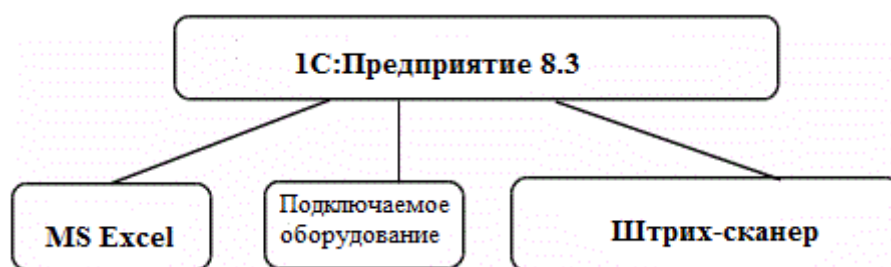 1С:Предприятие 8.3
MS Excel
Подключаемое
оборудование
Штрих-сканер